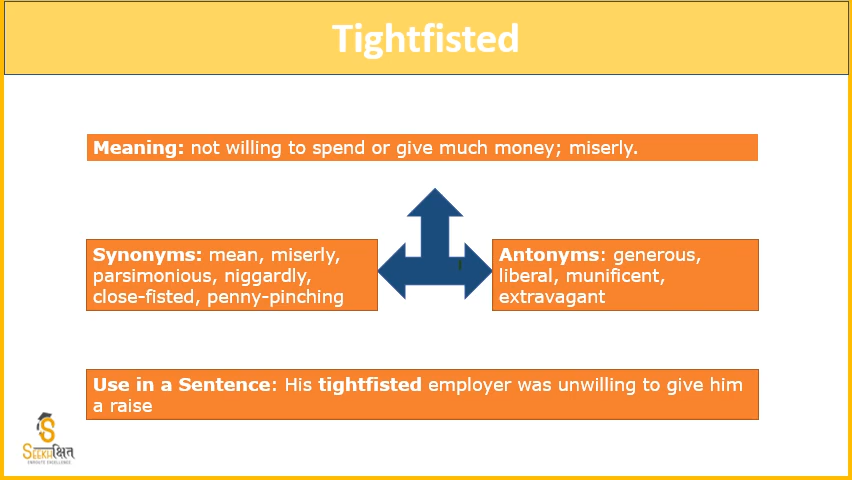 Tightfisted
Meaning: not willing to spend or give much money; miserly.
Synonyms: mean, miserly,
parsimonious, niggardly,
close-fisted, penny-pinching
Antonyms: generous,
liberal, munificent,
extravagant
Use in a Sentence: His tightfisted employer was unwilling to give him
a raise
SEEKHक्षित